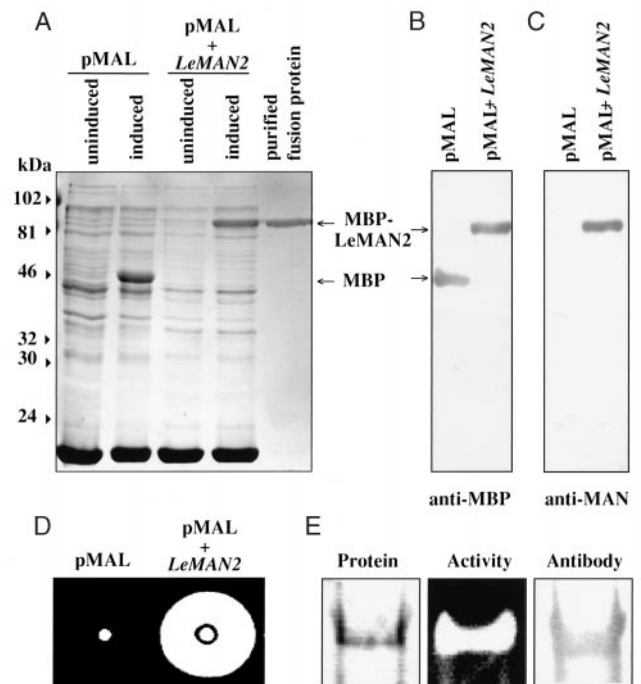 A
pMAL
pMAL
+
LeMAN2
uninduced
induced
uninduced
induced
purified
fusion protein
kDa
102
81
46
32
30
24
MBP-
LeMAN2
MBP
B
pMAL
pMAL+ LeMAN2
anti-MBP
C
pMAL
pMAL+ LeMAN2
anti-MAN
D
pMAL
pMAL
+
LeMAN2
E
Protein
Activity
Antibody